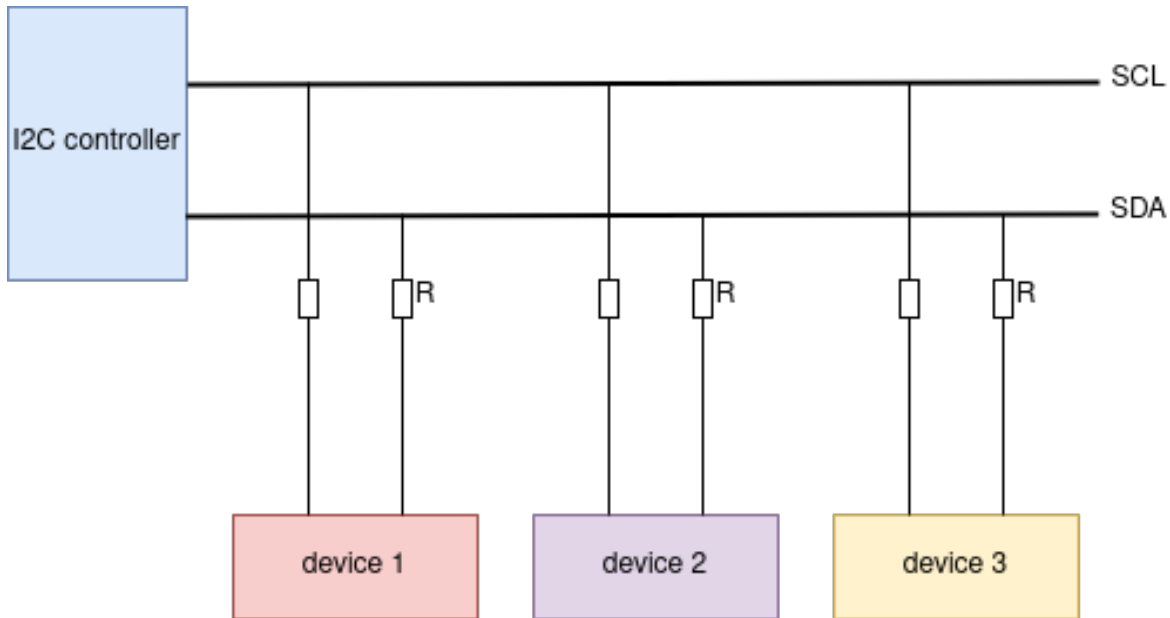 SCL
I2C controller
SDA
R
R
R
device 1
device 2
device 3